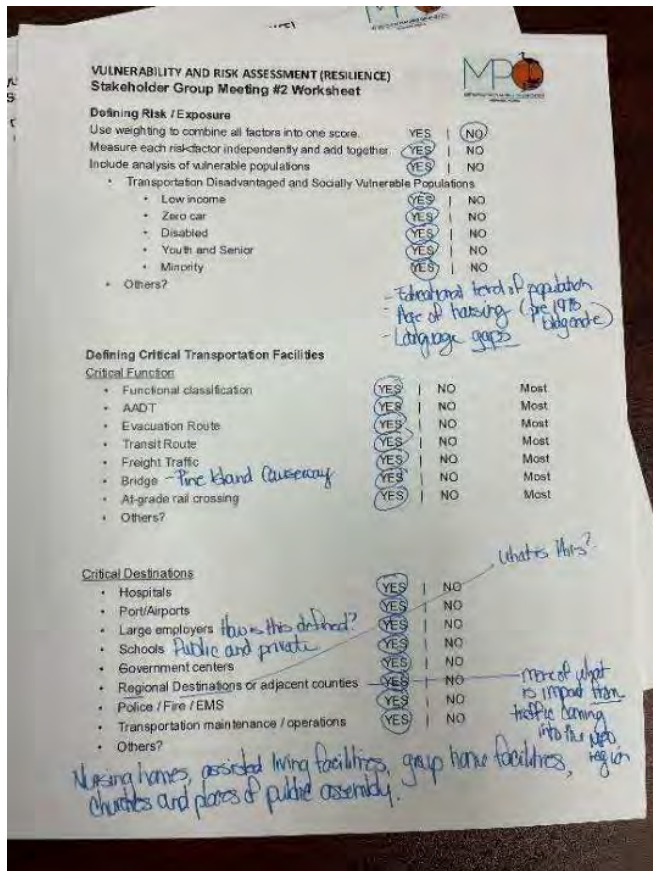 MPO
VULNERABILITY AND RISK ASSESSMENT (RESILIENCE)
Stakeholder Group Meeting #2 Worksheet
Defining Risk / Exposure
Use weighting to combine all factors into one score. YES | NO
Measure each risk factor independently and add together. YES | NO
Include analysis of vulnerable populations YES | NO
• Transportation Disadvantaged and Socially Vulnerable Populations
• Low income YES | NO
• Zero car YES | NO
• Disabled YES | NO
• Youth and Senior YES | NO
• Minority YES | NO
• Others?
- Educational level of population
- Age of housing (pre 1978
bldg code)
- Language gaps
Defining Critical Transportation Facilities
Critical Function
• Functional classification YES | NO Most
• AADT YES | NO Most
• Evacuation Route YES | NO Most
• Transit Route YES | NO Most
• Freight Traffic YES | NO Most
• Bridge - Pine Island Causeway YES | NO Most
• At-grade rail crossing YES | NO Most
• Others?
what is this?
Critical Destinations
• Hospitals YES | NO
• Port/Airports YES | NO
• Large employers How is this defined? YES | NO
• Schools Public and private YES | NO
• Government centers YES | NO
• Regional Destinations or adjacent counties YES | NO
• Police / Fire / EMS YES | NO
• Transportation maintenance / operations YES | NO
• Others?
more of what
is impact from
traffic coming
into the MPO
region
Nursing homes, assisted living facilities, group home facilities,
churches and places of public assembly.